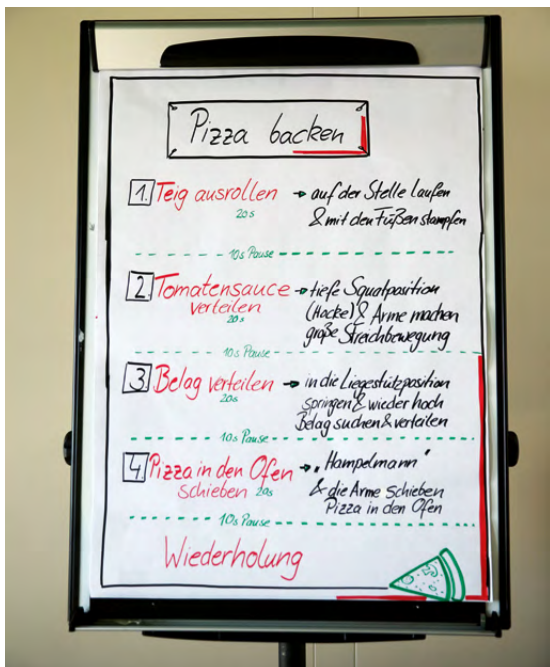 Pizza backen
1. Teig ausrollen → auf der Stelle laufen
20s & mit den Füßen stampfen
10s Pause
2. Tomatensauce → tiefe Squatposition
verteilen (Hocke) & Arme machen
20s große Streichbewegung
10s Pause
3. Belag verteilen → in die Liegestützposition
20s springen & wieder hoch
Belag suchen & verteilen
10s Pause
4. Pizza in den Ofen → „Hampelmann"
schieben 20s & die Arme schieben
Pizza in den Ofen
10s Pause
Wiederholung